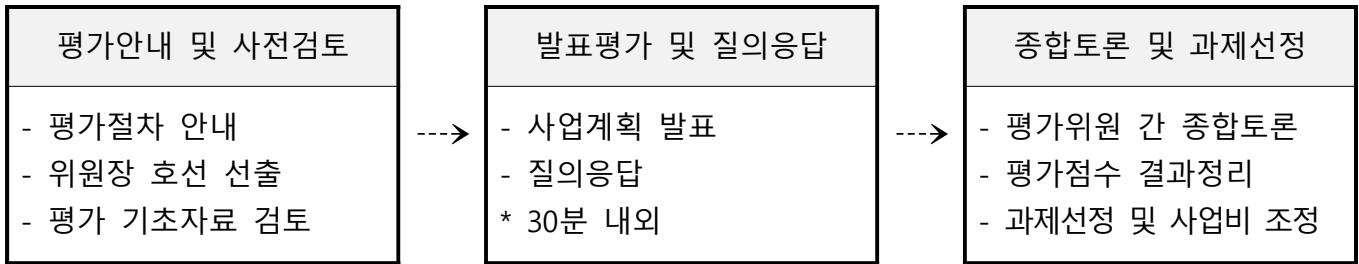 평가안내 및 사전검토
- 평가절차 안내
- 위원장 호선 선출
- 평가 기초자료 검토
발표평가 및 질의응답
- 사업계획 발표
- 질의응답
* 30분 내외
종합토론 및 과제선정
- 평가위원 간 종합토론
- 평가점수 결과정리
- 과제선정 및 사업비 조정